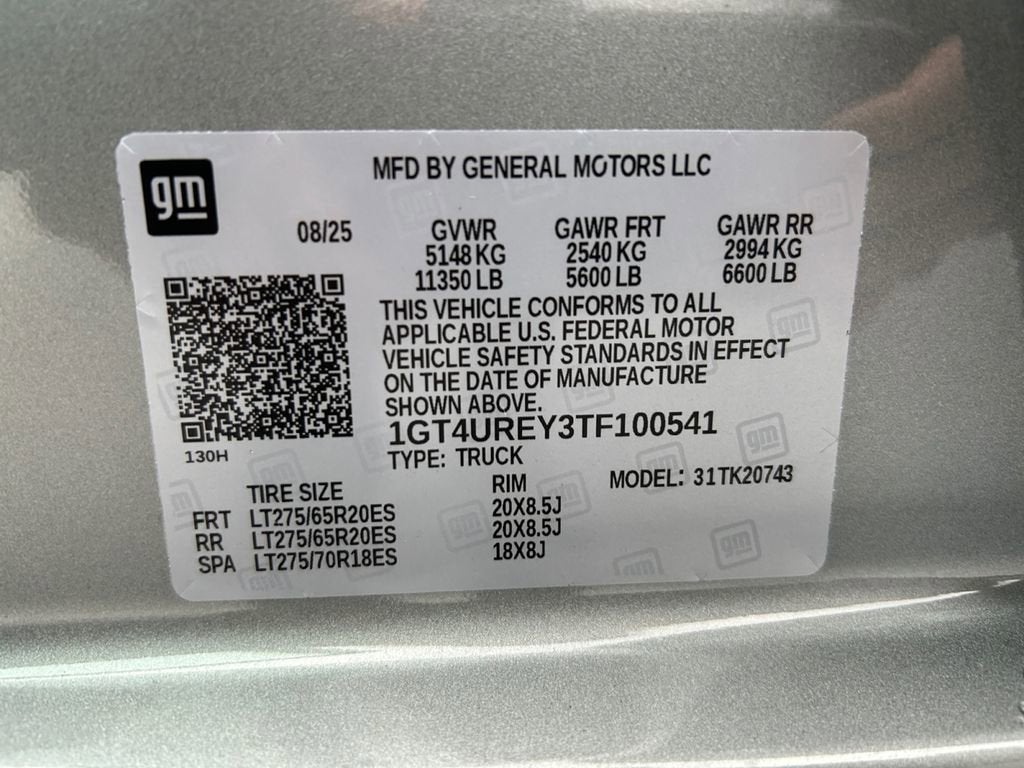 gm
MFD BY GENERAL MOTORS LLC
08/25 GVWR GAWR FRT GAWR RR
5148 KG 2540 KG 2994 KG
11350 LB 5600 LB 6600 LB
THIS VEHICLE CONFORMS TO ALL
APPLICABLE U.S. FEDERAL MOTOR
VEHICLE SAFETY STANDARDS IN EFFECT
ON THE DATE OF MANUFACTURE
SHOWN ABOVE.
1GT4UREY3TF100541
130H
TYPE: TRUCK
MODEL: 31TK20743
TIRE SIZE RIM
FRT LT275/65R20ES 20X8.5J
RR LT275/65R20ES 20X8.5J
SPA LT275/70R18ES 18X8J